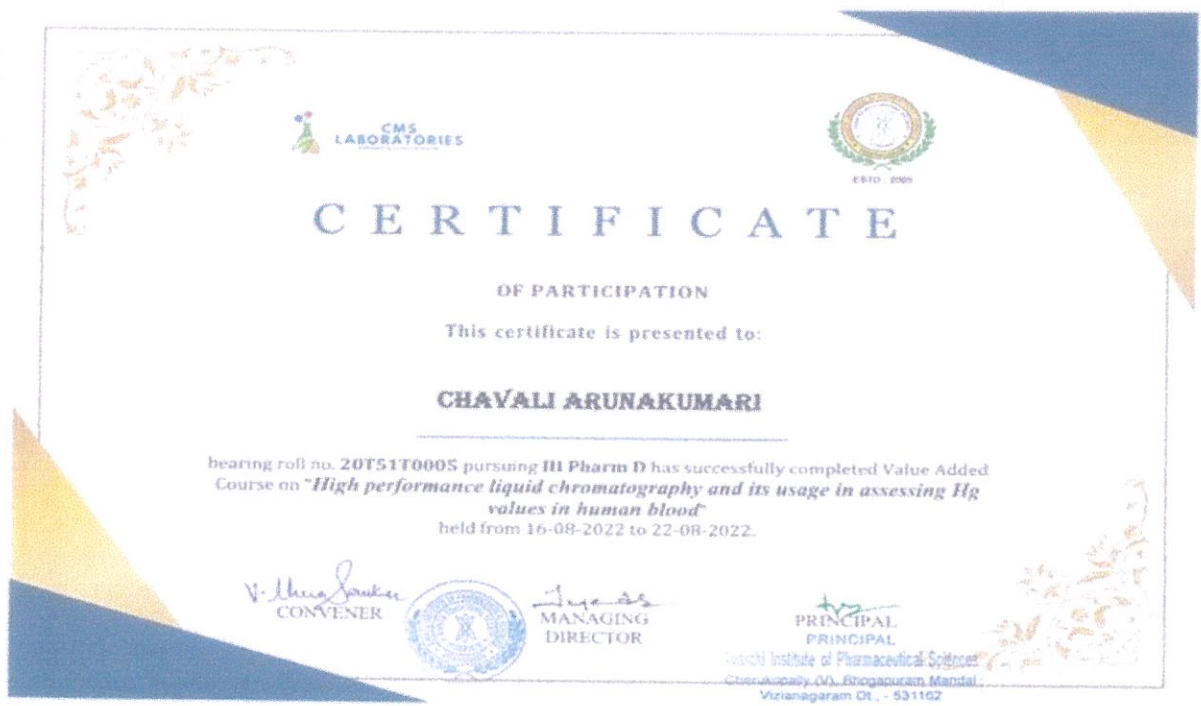 CMS
LABORATORIES
ESTD : 2005
CERTIFICATE
OF PARTICIPATION
This certificate is presented to:
CHAVALI ARUNAKUMARI
bearing roll no. 20T51T0005 pursuing III Pharm D has successfully completed Value Added
Course on "High performance liquid chromatography and its usage in assessing Hg
values in human blood"
held from 16-08-2022 to 22-08-2022.
CONVENER
MANAGING
DIRECTOR
PRINCIPAL
PRINCIPAL
Institute of Pharmaceutical Sciences
Cherukupally (V), Bhogapuram Mandal
Vizianagaram Dt., - 531162